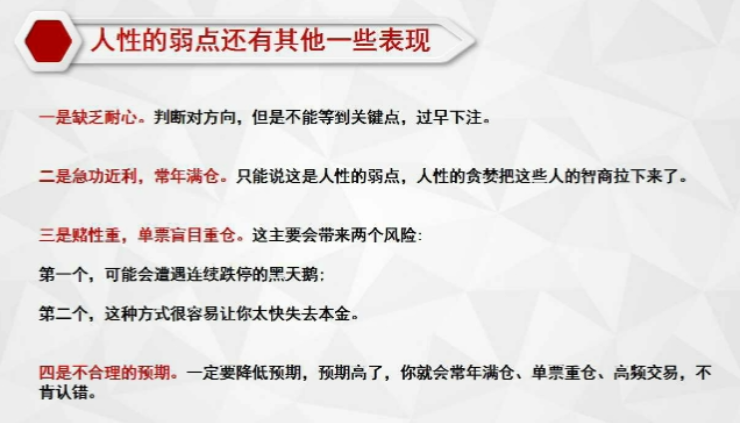 人性的弱点还有其他一些表现
一是缺乏耐心。判断对方向，但是不能等到关键点，过早下注。
二是急功近利，常年满仓。只能说这是人性的弱点，人性的贪婪把这些人的智商拉下来了。
三是赌性重，单票盲目重仓。这主要会带来两个风险：
第一个，可能会遭遇连续跌停的黑天鹅；
第二个，这种方式很容易让你太快失去本金。
四是不合理的预期。一定要降低预期，预期高了，你就会常年满仓、单票重仓、高频交易，不
肯认错。